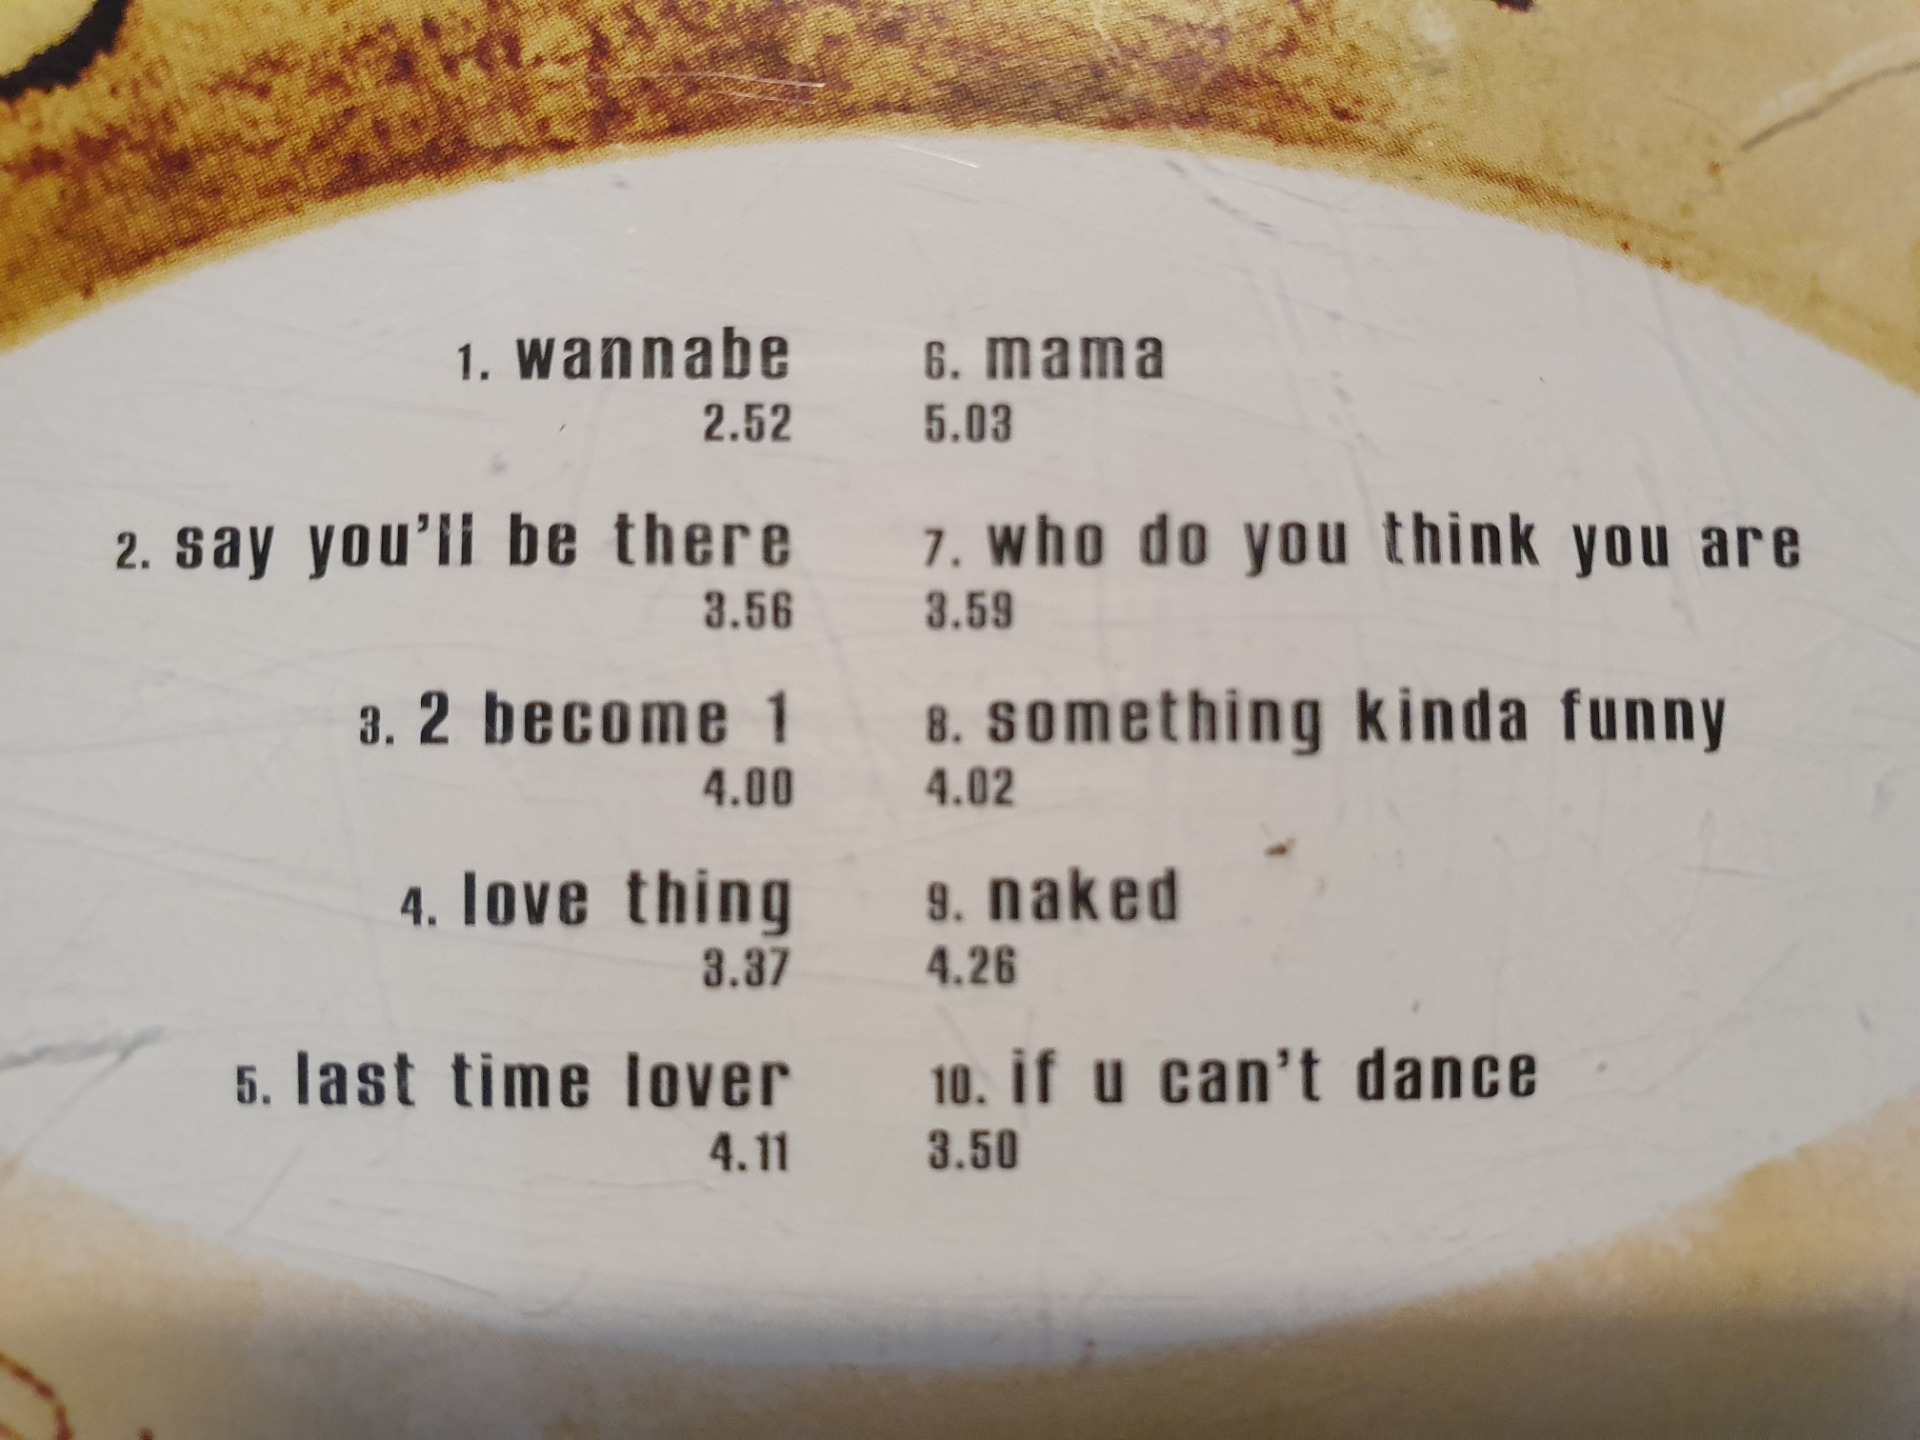 1. wannabe
2.52
2. say you'll be there
3.56
3. 2 become 1
4.00
4. love thing
3.37
5. last time lover
4.11
6. mama
5.03
7. who do you think you are
3.59
8. something kinda funny
4.02
9. naked
4.26
10. if u can't dance
3.50